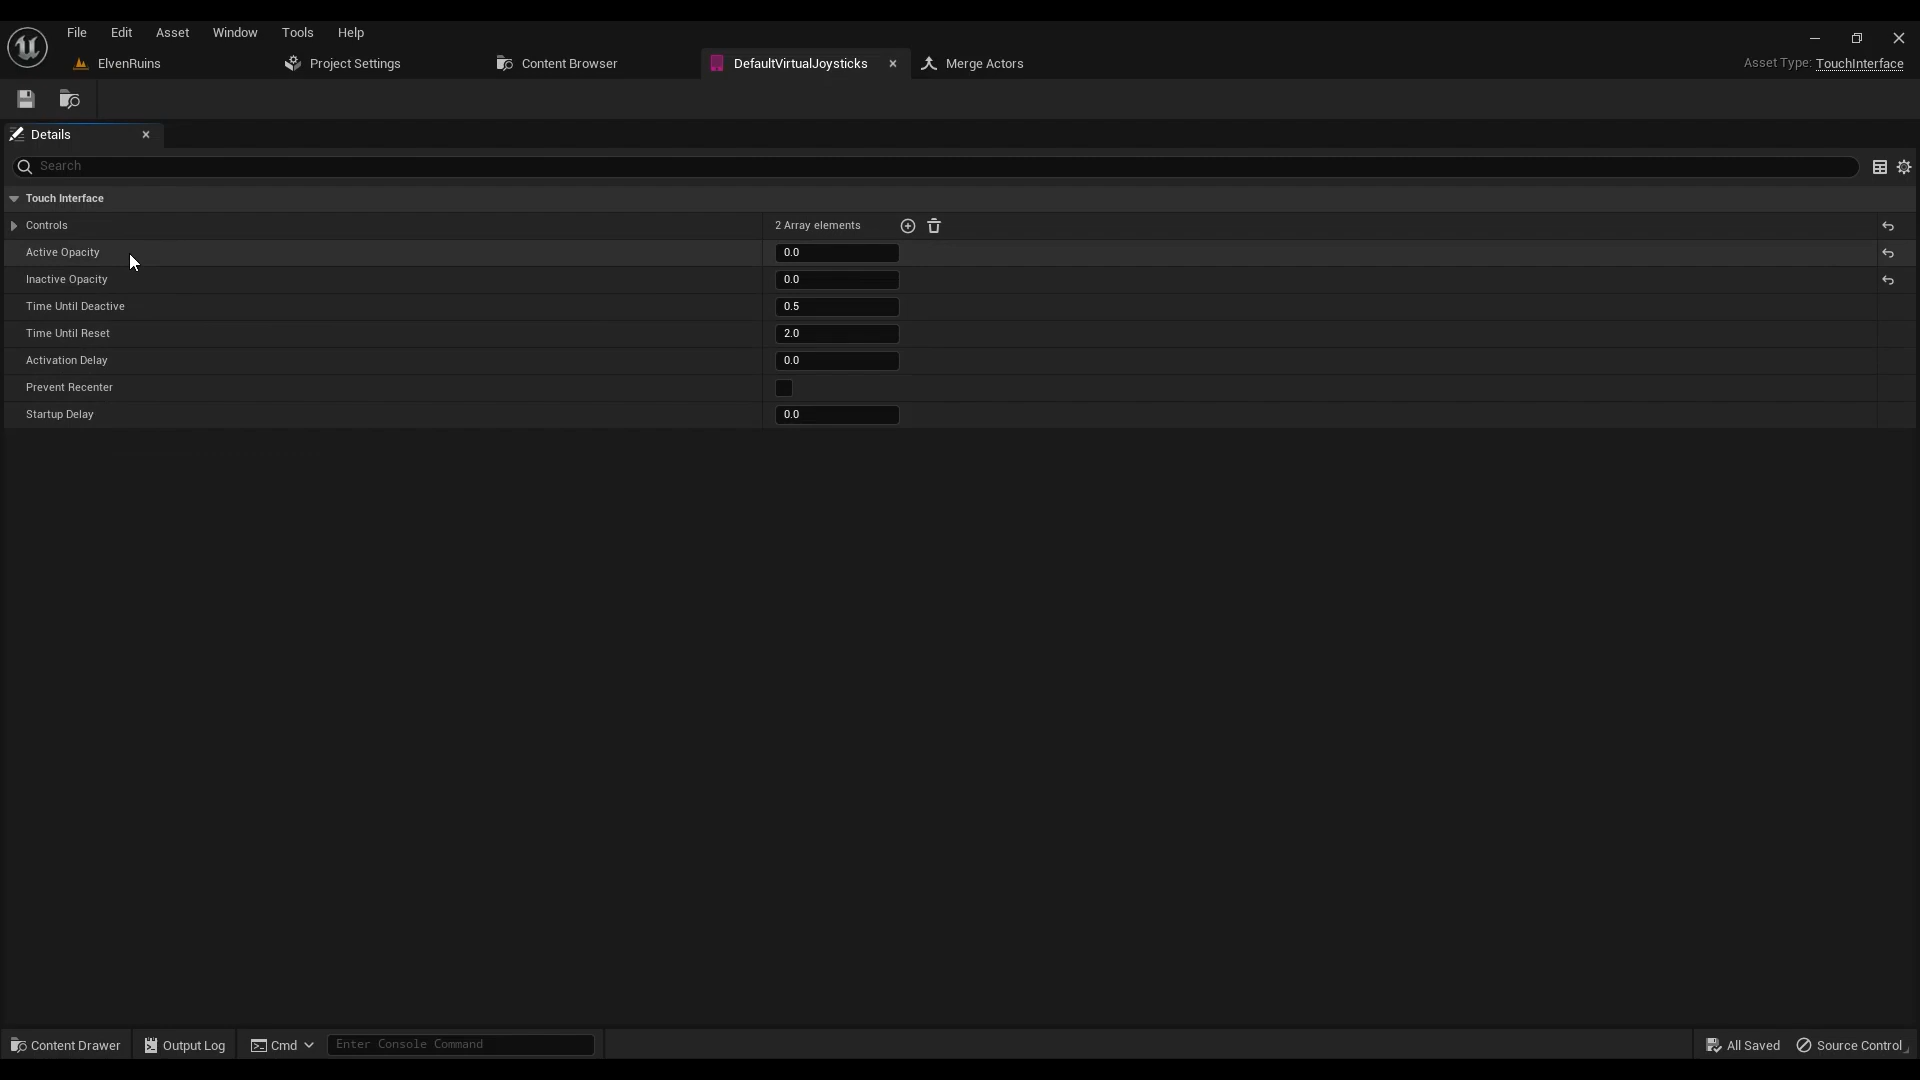 File Edit Asset Window Tools Help
ElvenRuins Project Settings Content Browser DefaultVirtualJoysticks Merge Actors Asset Type: TouchInterface
Details
Search
Touch Interface
Controls 2 Array elements
Active Opacity 0.0
Inactive Opacity 0.0
Time Until Deactive 0.5
Time Until Reset 2.0
Activation Delay 0.0
Prevent Recenter
Startup Delay 0.0
Content Drawer Output Log Cmd Enter Console Command All Saved Source Control